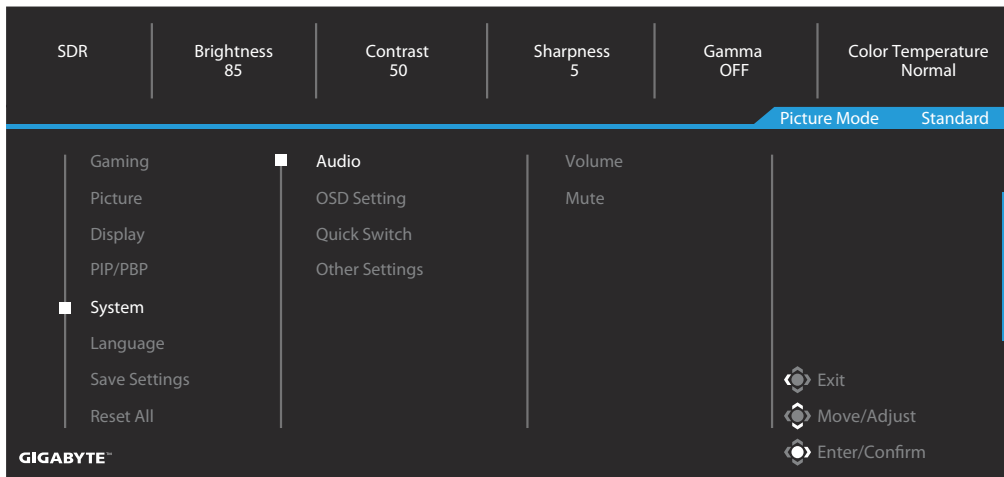 SDR
Brightness
85
Contrast
50
Sharpness
5
Gamma
OFF
Color Temperature
Normal
Picture Mode Standard
Gaming
Picture
Display
PIP/PBP
System
Language
Save Settings
Reset All
Audio
OSD Setting
Quick Switch
Other Settings
Volume
Mute
Exit
Move/Adjust
Enter/Confirm
GIGABYTE™